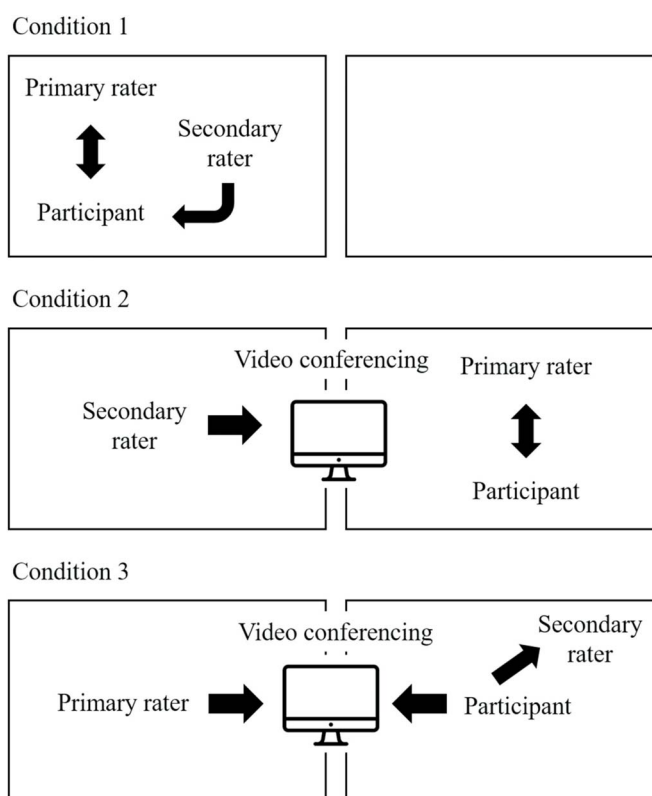 Condition 1
Primary rater
Secondary
rater
Participant
Condition 2
Video conferencing
Primary rater
Secondary
rater
Participant
Condition 3
Video conferencing
Secondary
rater
Primary rater
Participant